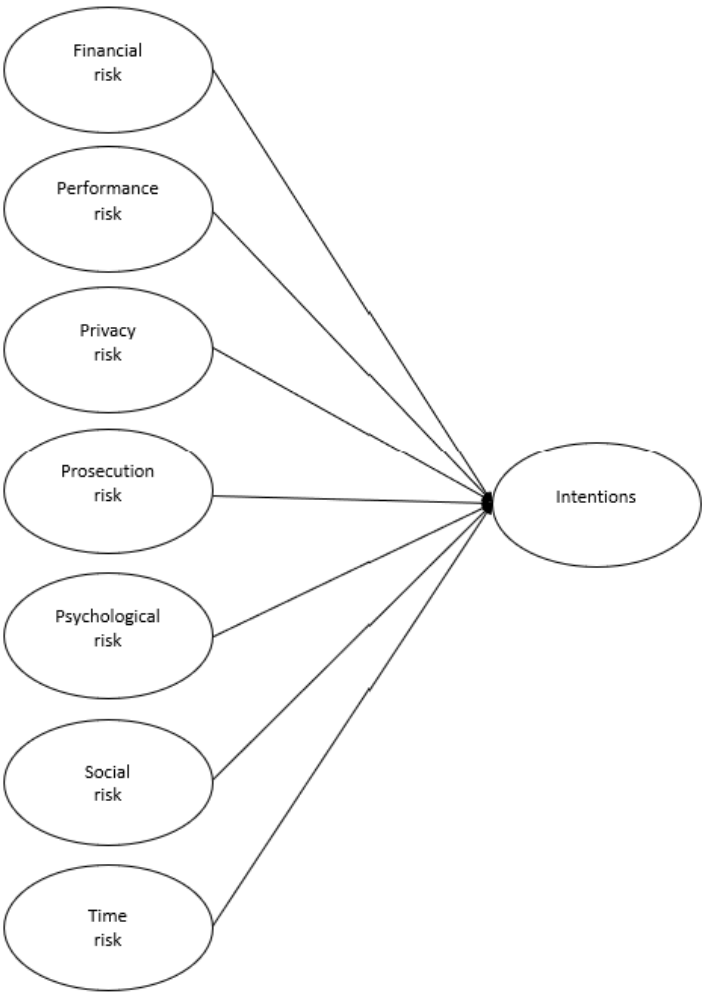 Financial
risk
Performance
risk
Privacy
risk
Prosecution
risk
Intentions
Psychological
risk
Social
risk
Time
risk